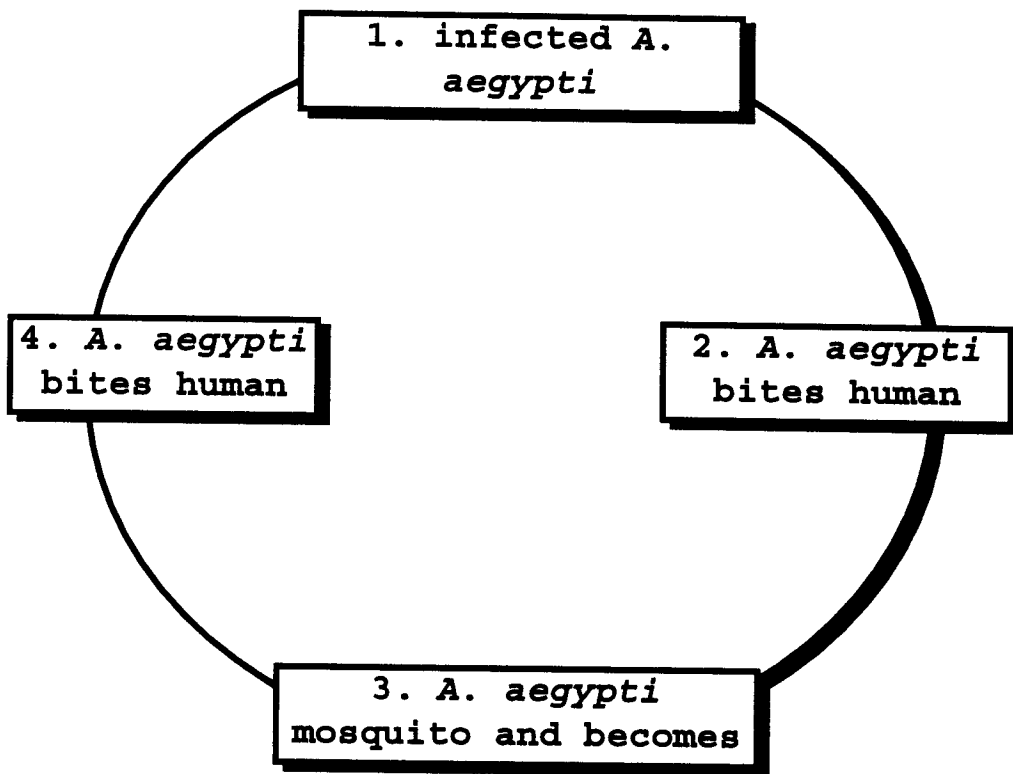 1. infected A.
aegypti
2. A. aegypti
bites human
3. A. aegypti
mosquito and becomes
4. A. aegypti
bites human